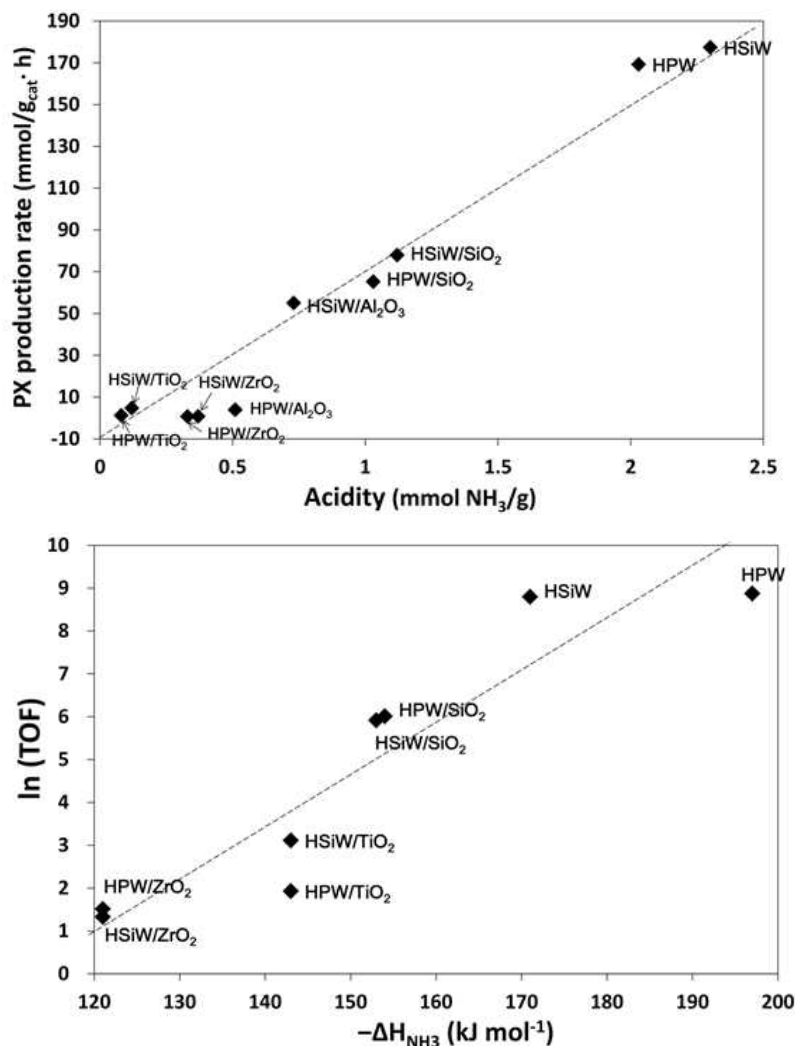 PX production rate (mmol/g_cat· h)
190
170
150
130
110
90
70
50
30
10
-10
HSiW
HPW
HSiW/SiO₂
HPW/SiO₂
HSiW/Al₂O₃
HSiW/TiO₂
HSiW/ZrO₂
HPW/Al₂O₃
HPW/TiO₂
HPW/ZrO₂
0 0.5 1 1.5 2 2.5
Acidity (mmol NH₃/g)
ln (TOF)
10
9
8
7
6
5
4
3
2
1
0
HPW
HSiW
HPW/SiO₂
HSiW/SiO₂
HSiW/TiO₂
HPW/TiO₂
HPW/ZrO₂
HSiW/ZrO₂
120 130 140 150 160 170 180 190 200
−ΔH_NH3 (kJ mol⁻¹)